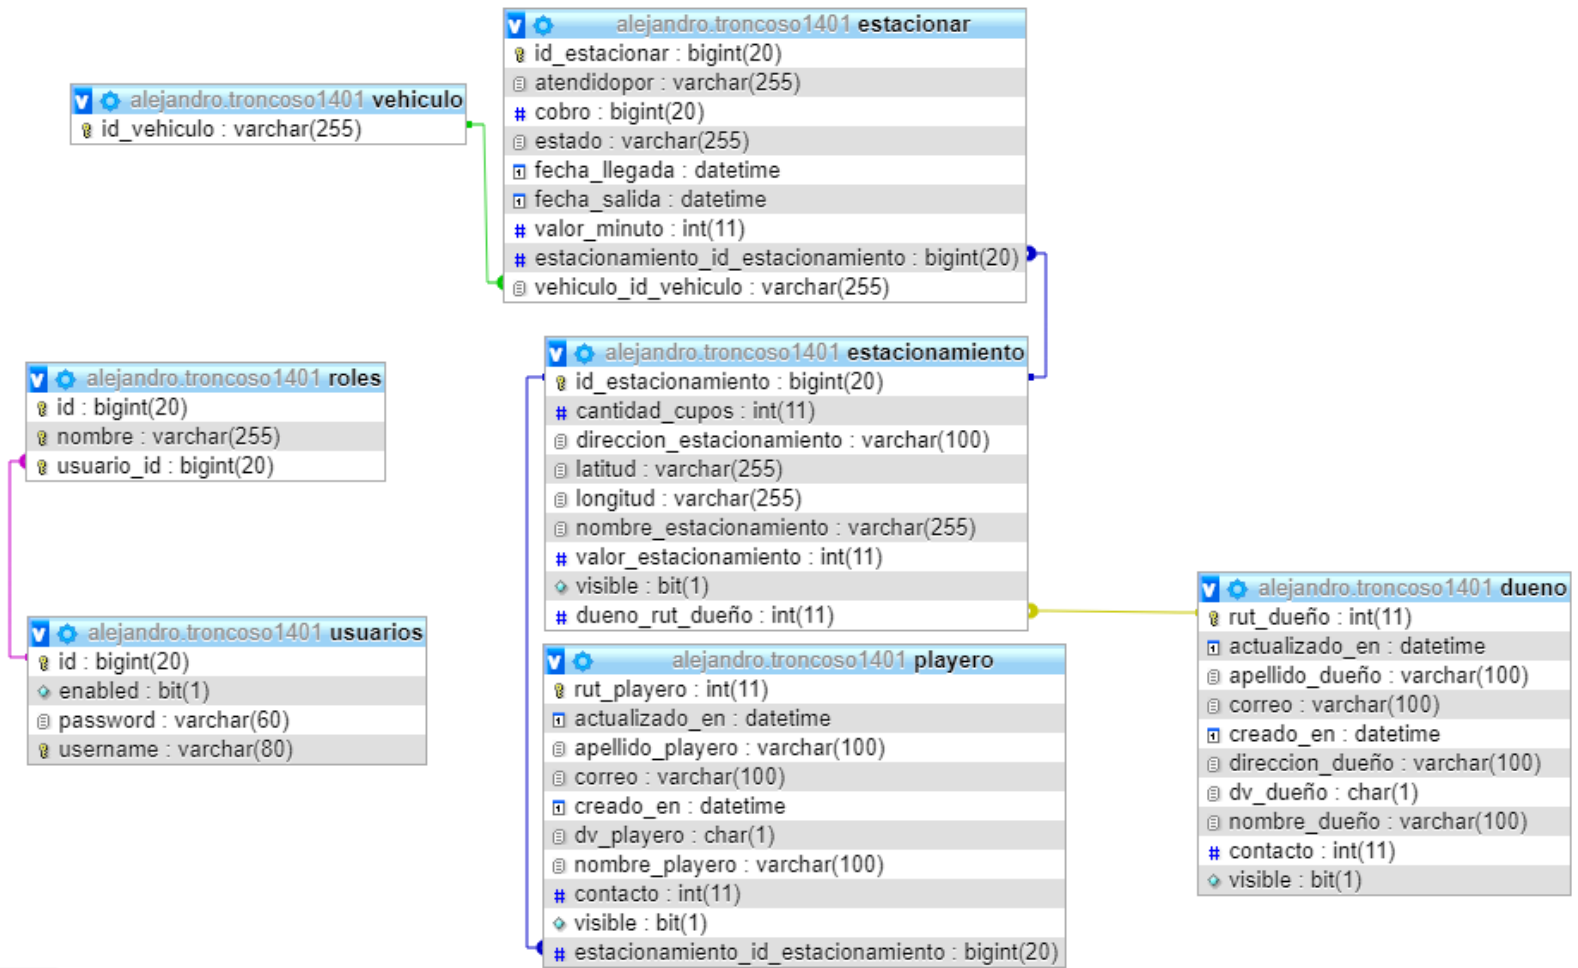 alejandro.troncoso1401 estacionar
id_estacionar : bigint(20)
atendidopor : varchar(255)
cobro : bigint(20)
estado : varchar(255)
fecha_llegada : datetime
fecha_salida : datetime
valor_minuto : int(11)
estacionamiento_id_estacionamiento : bigint(20)
vehiculo_id_vehiculo : varchar(255)
alejandro.troncoso1401 vehiculo
id_vehiculo : varchar(255)
alejandro.troncoso1401 roles
id : bigint(20)
nombre : varchar(255)
usuario_id : bigint(20)
alejandro.troncoso1401 estacionamiento
id_estacionamiento : bigint(20)
cantidad_cupos : int(11)
direccion_estacionamiento : varchar(100)
latitud : varchar(255)
longitud : varchar(255)
nombre_estacionamiento : varchar(255)
valor_estacionamiento : int(11)
visible : bit(1)
dueno_rut_dueño : int(11)
alejandro.troncoso1401 usuarios
id : bigint(20)
enabled : bit(1)
password : varchar(60)
username : varchar(80)
alejandro.troncoso1401 playero
rut_playero : int(11)
actualizado_en : datetime
apellido_playero : varchar(100)
correo : varchar(100)
creado_en : datetime
dv_playero : char(1)
nombre_playero : varchar(100)
contacto : int(11)
visible : bit(1)
estacionamiento_id_estacionamiento : bigint(20)
alejandro.troncoso1401 dueno
rut_dueño : int(11)
actualizado_en : datetime
apellido_dueño : varchar(100)
correo : varchar(100)
creado_en : datetime
direccion_dueño : varchar(100)
dv_dueño : char(1)
nombre_dueño : varchar(100)
contacto : int(11)
visible : bit(1)